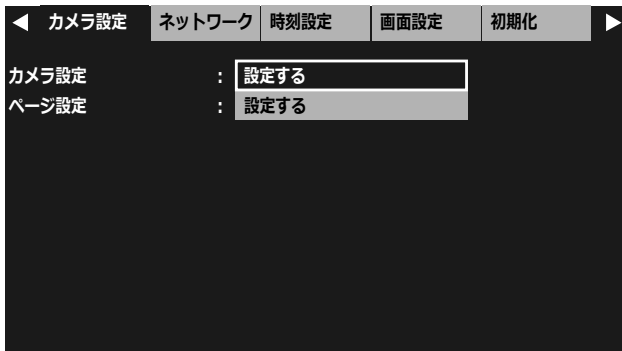 ◀ カメラ設定 ネットワーク 時刻設定 画面設定 初期化 ▶
カメラ設定 : 設定する
ページ設定 : 設定する